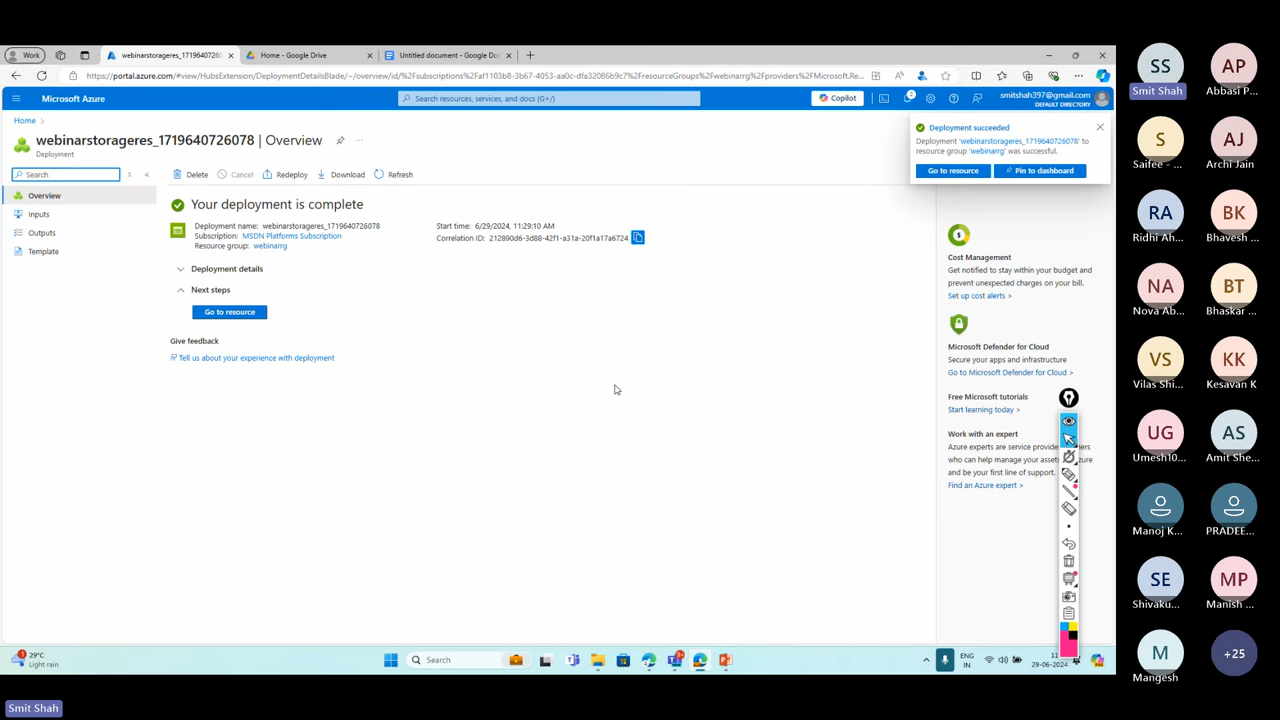 Work
webinarstorageres_1719640726
Home - Google Drive
Untitled document - Google Do
https://portal.azure.com/#view/HubsExtension/DeploymentDetailsBlade/~/overview/id/%2Fsubscriptions%2Faf1103b8-3b67-4053-aa0c-dfa32086b9c7%2FresourceGroups%2Fwebinarrg%2Fproviders%2FMicrosoft.Re...
Microsoft Azure
Search resources, services, and docs (G+/)
Copilot
2
smitshah397@gmail.com
DEFAULT DIRECTORY
Home
webinarstorageres_1719640726078 | Overview
Deployment
Deployment succeeded
Deployment 'webinarstorageres_1719640726078' to
resource group 'webinarrg' was successful.
Go to resource
Pin to dashboard
Search
Delete
Cancel
Redeploy
Download
Refresh
Overview
Inputs
Outputs
Template
Your deployment is complete
Deployment name: webinarstorageres_1719640726078
Subscription: MSDN Platforms Subscription
Resource group: webinarrg
Start time: 6/29/2024, 11:29:10 AM
Correlation ID: 212890d6-3d88-42f1-a31a-20f1a17a6724
Deployment details
Next steps
Go to resource
Give feedback
Tell us about your experience with deployment
Cost Management
Get notified to stay within your budget and
prevent unexpected charges on your bill.
Set up cost alerts >
Microsoft Defender for Cloud
Secure your apps and infrastructure
Go to Microsoft Defender for Cloud >
Free Microsoft tutorials
Start learning today >
Work with an expert
Azure experts are service provider
who can help manage your assets
and be your first line of support.
Find an Azure expert >
29°C
Light rain
Search
ENG
IN
29-06-2024
SS
Smit Shah
AP
Abbasi P...
S
Saifee - ...
AJ
Archi Jain
RA
Ridhi Ah...
BK
Bhavesh ...
NA
Nova Ab...
BT
Bhaskar ...
VS
Vilas Shi...
KK
Kesavan K
UG
Umesh10...
AS
Amit She...
Manoj K...
PRADEE...
SE
Shivaku...
MP
Manish ...
M
Mangesh
+25
Smit Shah